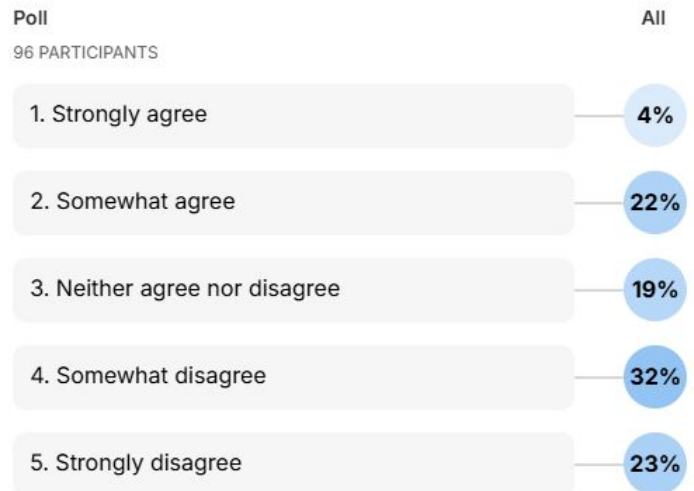 Poll All
96 PARTICIPANTS
1. Strongly agree 4%
2. Somewhat agree 22%
3. Neither agree nor disagree 19%
4. Somewhat disagree 32%
5. Strongly disagree 23%